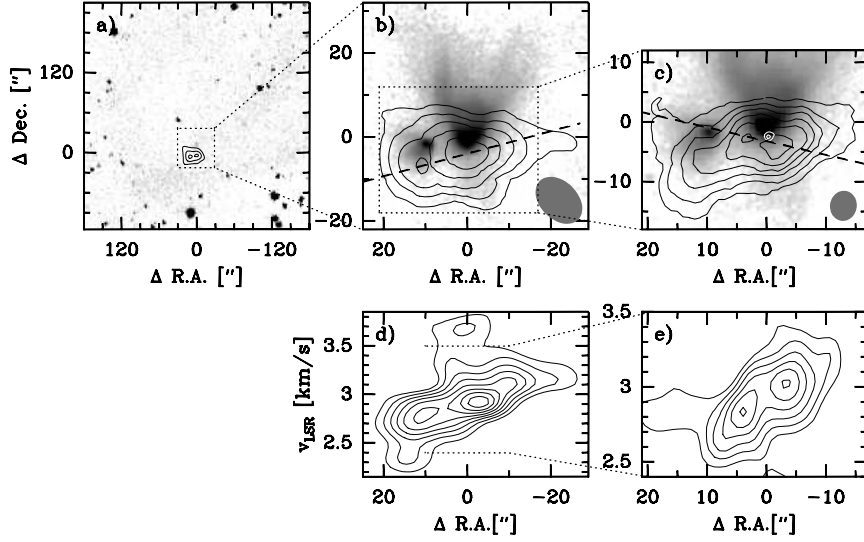 a)
b)
c)
120
0
Δ Dec. ["]
120 0 -120
Δ R.A. ["]
20
0
-20
20 0 -20
Δ R.A. ["]
10
0
-10
20 10 0 -10
Δ R.A. ["]
d)
e)
3.5
3
2.5
v_LSR [km/s]
20 0 -20
Δ R.A.["]
3.5
3
2.5
20 10 0 -10
Δ R.A.["]